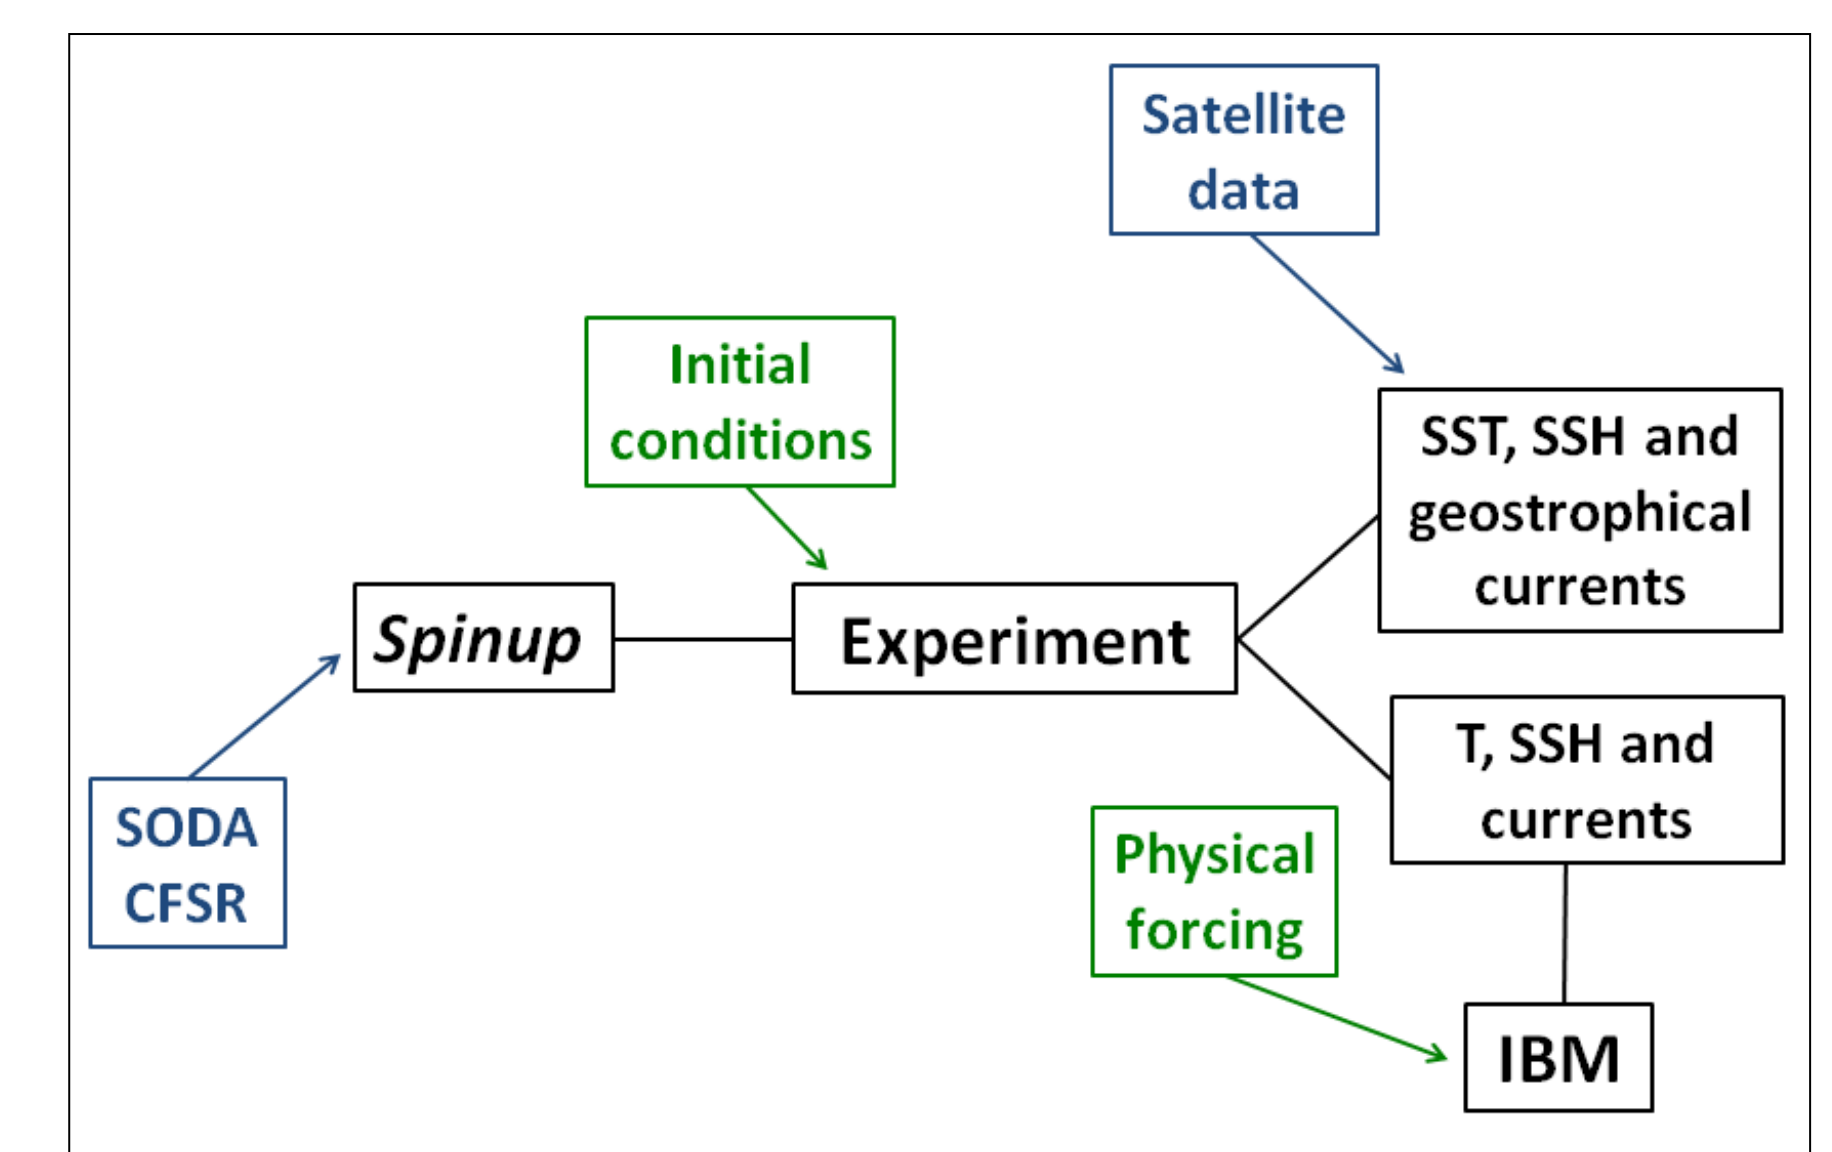 Satellite
data
Initial
conditions
SST, SSH and
geostrophical
currents
Spinup
Experiment
T, SSH and
currents
SODA
CFSR
Physical
forcing
IBM